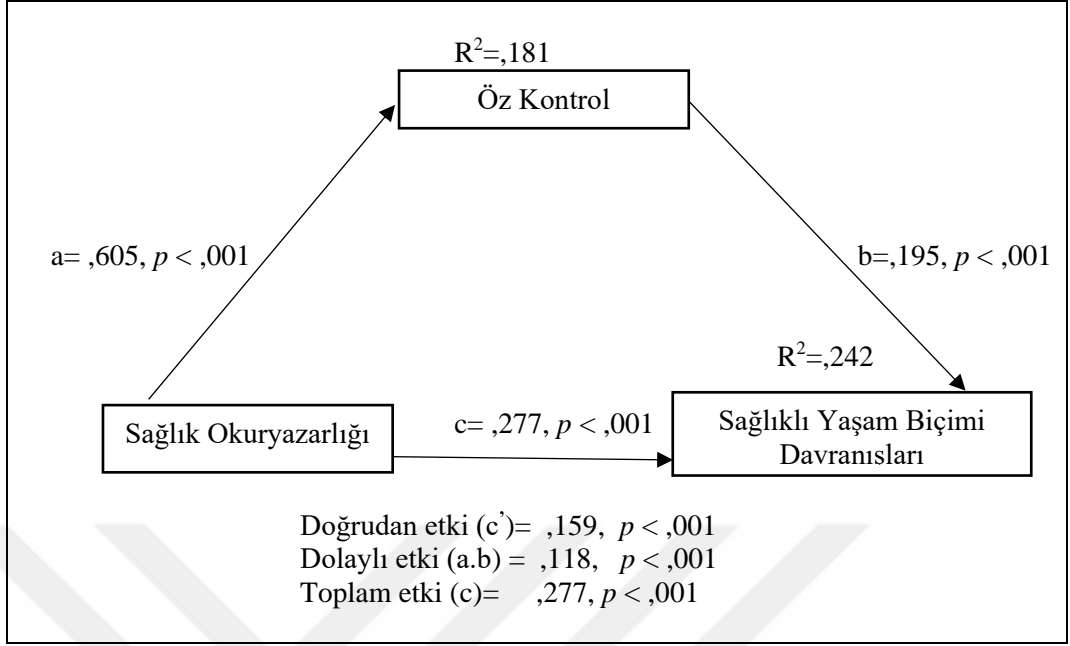 R²=,181
Öz Kontrol
a= ,605, p < ,001
b=,195, p < ,001
R²=,242
Sağlık Okuryazarlığı
c= ,277, p < ,001
Sağlıklı Yaşam Biçimi
Davranısları
Doğrudan etki (c’)= ,159, p < ,001
Dolaylı etki (a.b) = ,118, p < ,001
Toplam etki (c)= ,277, p < ,001